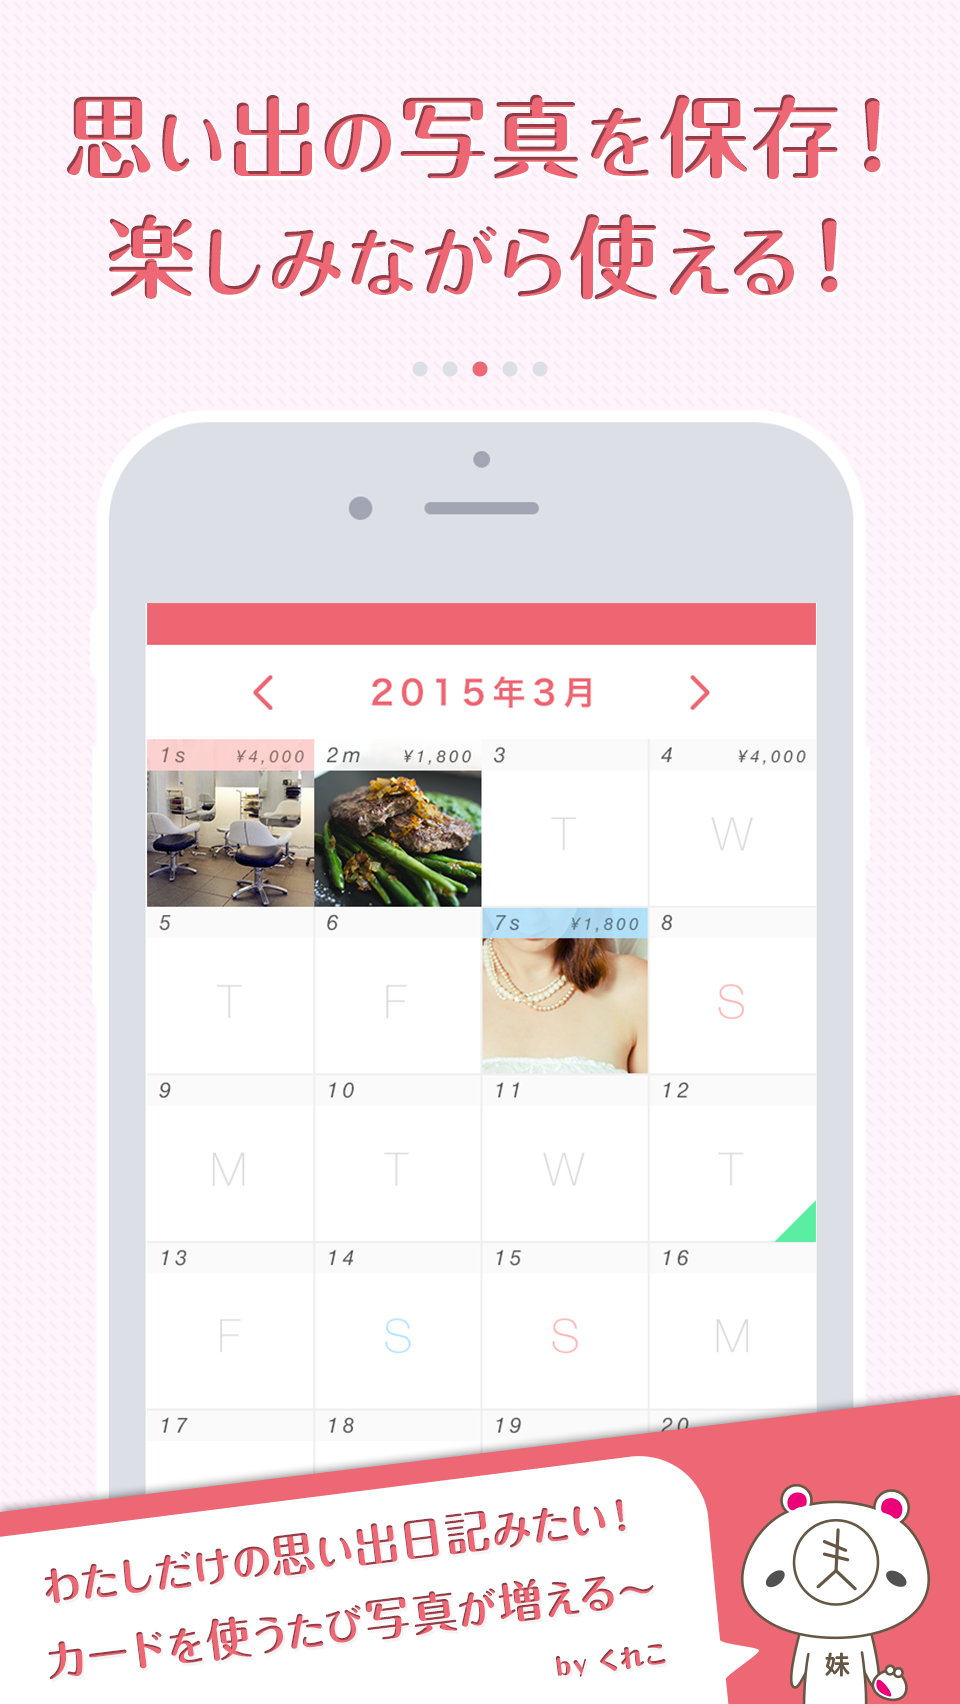 思い出の写真を保存!
楽しみながら使える!
2015年3月
1s ¥4,000
2m ¥1,800
3
4 ¥4,000
T
W
5
6
7s ¥1,800
8
T
F
S
9
10
11
12
M
T
W
T
13
14
15
16
F
S
S
M
17
18
19
20
わたしだけの思い出日記みたい!
カードを使うたび写真が増える〜
by くれこ
妹